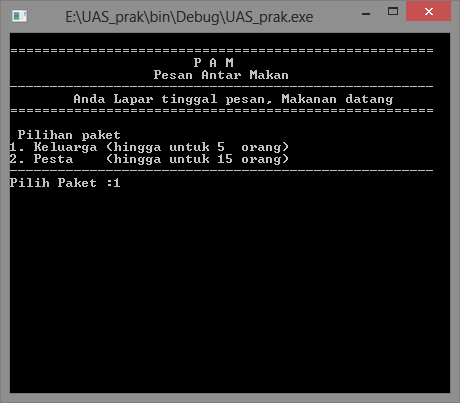 E:\UAS_prak\bin\Debug\UAS_prak.exe
=====================================================
P A M
Pesan Antar Makan
-----------------------------------------------------
Anda Lapar tinggal pesan, Makanan datang
=====================================================
Pilihan paket
1. Keluarga (hingga untuk 5  orang)
2. Pesta    (hingga untuk 15 orang)
-----------------------------------------------------
Pilih Paket :1